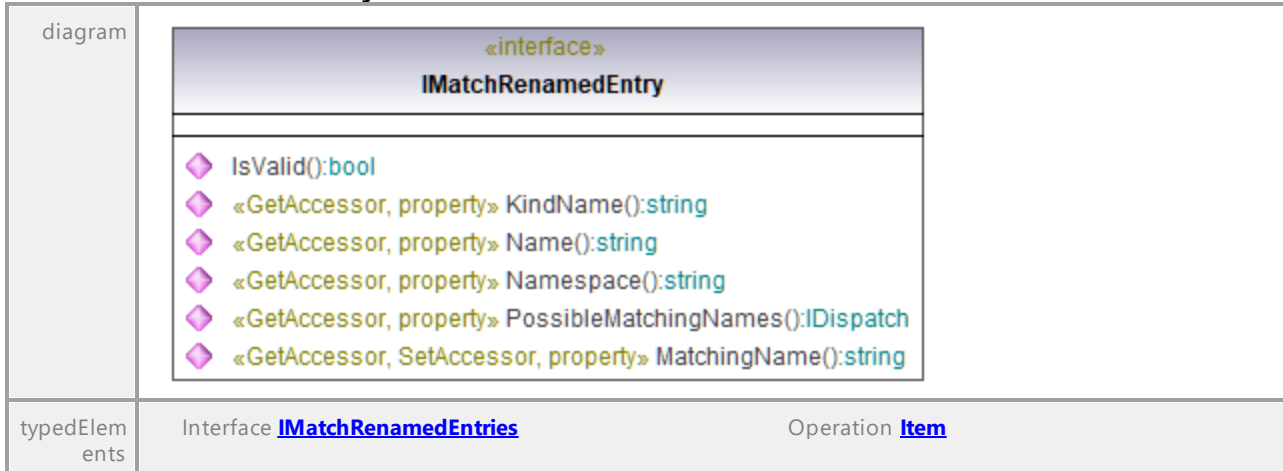 diagram
«interface»
IMatchRenamedEntry
IsValid():bool
«GetAccessor, property» KindName():string
«GetAccessor, property» Name():string
«GetAccessor, property» Namespace():string
«GetAccessor, property» PossibleMatchingNames():IDispatch
«GetAccessor, SetAccessor, property» MatchingName():string
typedElem
ents
Interface IMatchRenamedEntries Operation Item